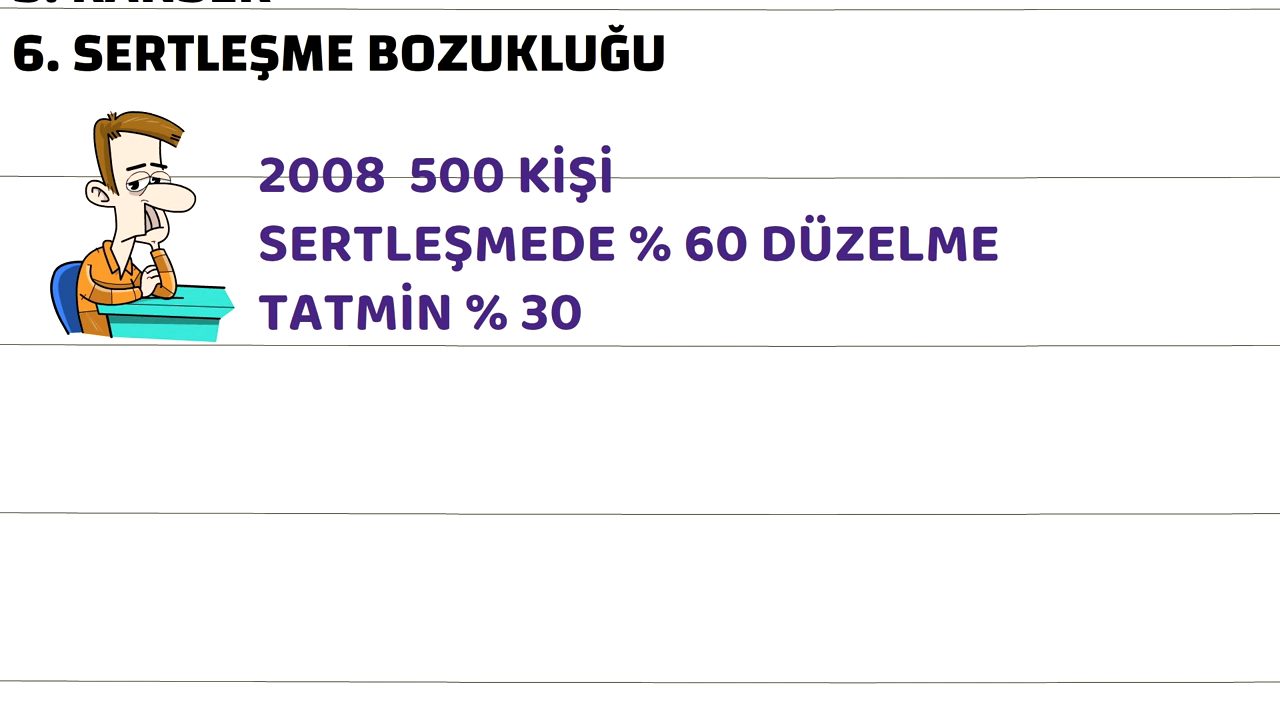 6. SERTLEŞME BOZUKLUĞU
2008 500 KİŞİ
SERTLEŞMEDE % 60 DÜZELME
TATMİN % 30